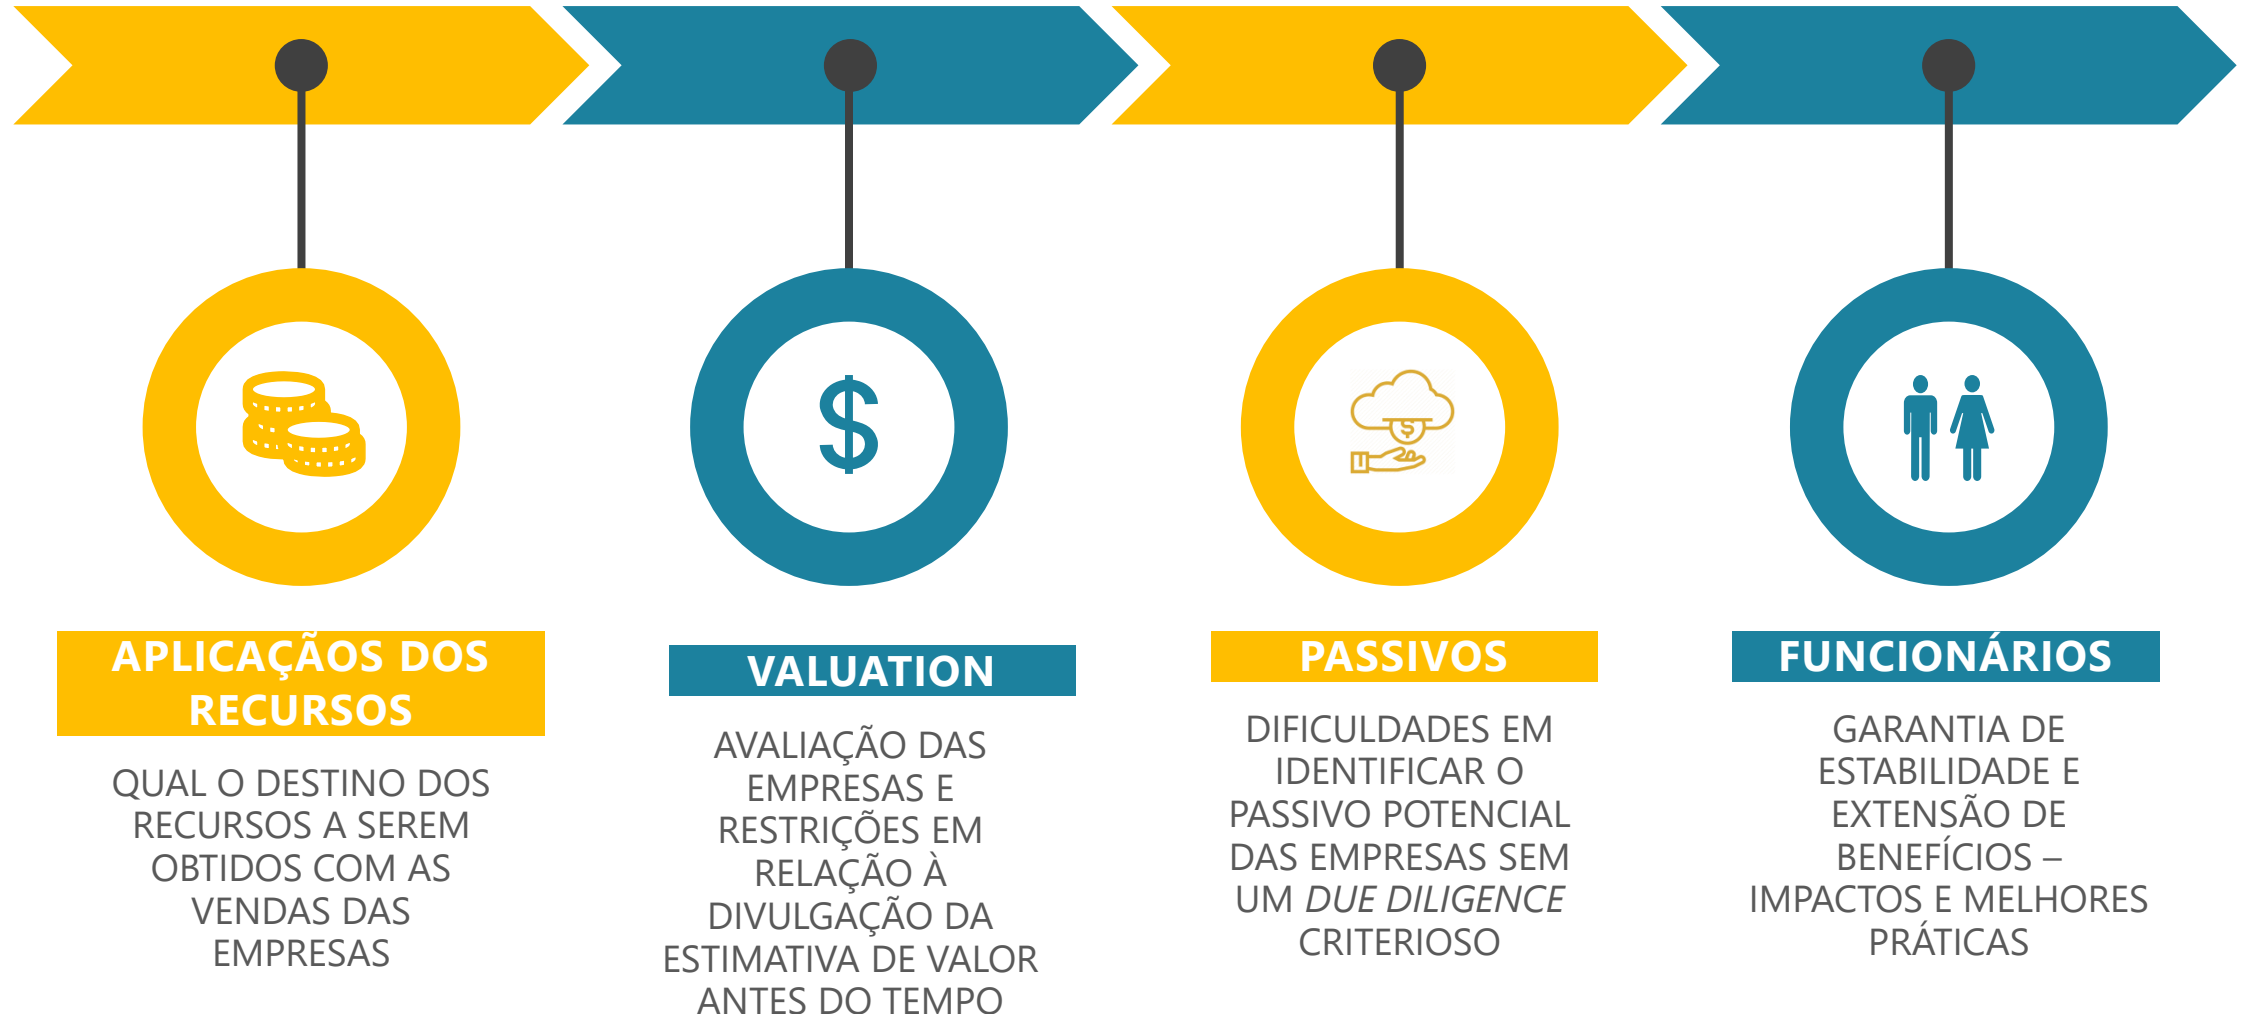 APLICAÇÃOS DOS
RECURSOS
QUAL O DESTINO DOS
RECURSOS A SEREM
OBTIDOS COM AS
VENDAS DAS
EMPRESAS
VALUATION
AVALIAÇÃO DAS
EMPRESAS E
RESTRIÇÕES EM
RELAÇÃO À
DIVULGAÇÃO DA
ESTIMATIVA DE VALOR
ANTES DO TEMPO
PASSIVOS
DIFICULDADES EM
IDENTIFICAR O
PASSIVO POTENCIAL
DAS EMPRESAS SEM
UM DUE DILIGENCE
CRITERIOSO
FUNCIONÁRIOS
GARANTIA DE
ESTABILIDADE E
EXTENSÃO DE
BENEFÍCIOS –
IMPACTOS E MELHORES
PRÁTICAS